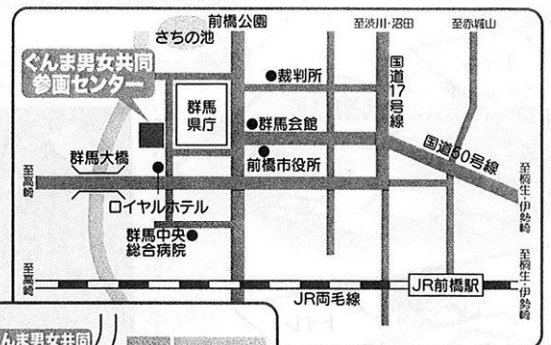 前橋公園
至渋川・沼田
至赤城山
さちの池
ぐんま男女共同
参画センター
●裁判所
国道17号線
群馬
県庁
●群馬会館
国道50号線
群馬大橋
前橋市役所
至高崎
至桐生・伊勢崎
ロイヤルホテル
群馬中央
総合病院
至高崎
至桐生・伊勢崎
JR両毛線
JR前橋駅
ぐんま男女共同